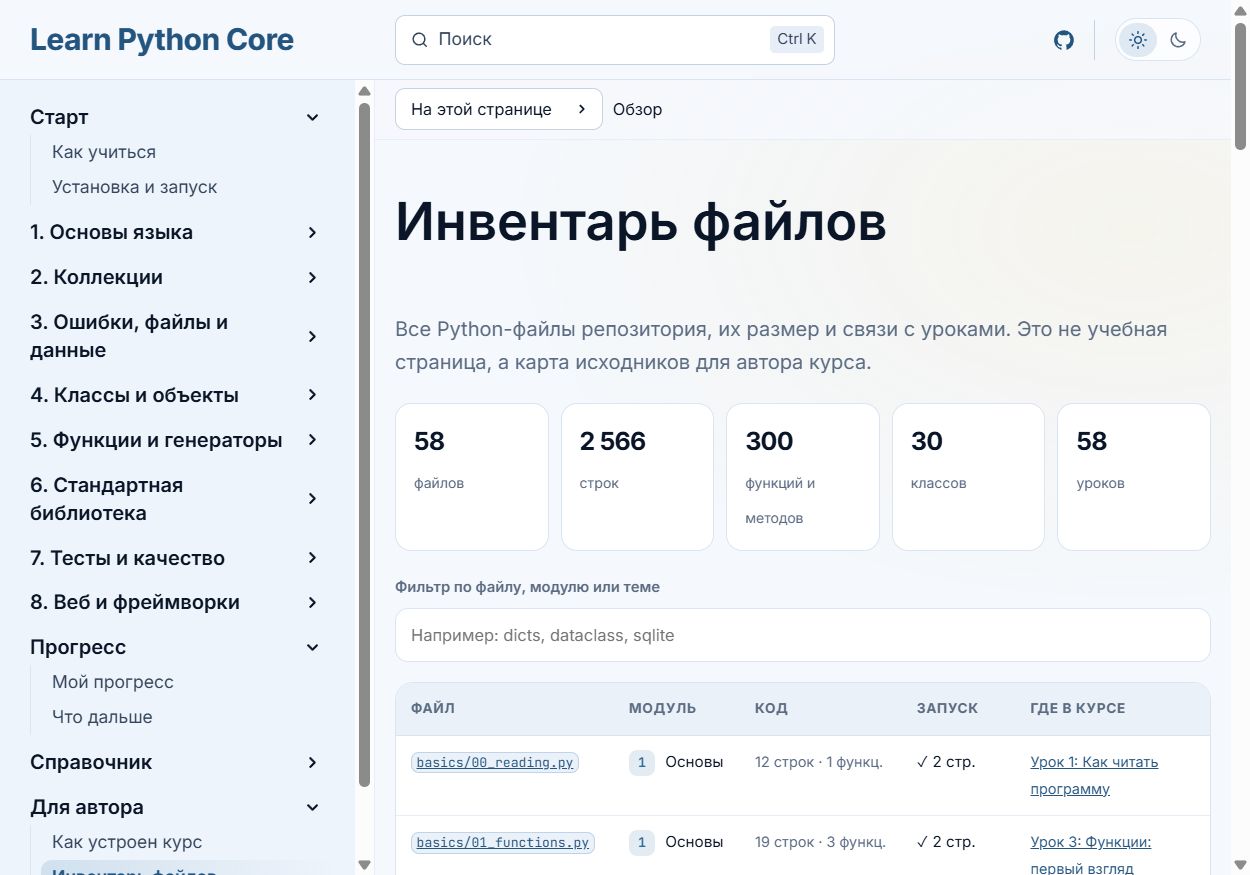 Learn Python Core
Поиск
Ctrl K
Старт
Как учиться
Установка и запуск
1. Основы языка
2. Коллекции
3. Ошибки, файлы и
данные
4. Классы и объекты
5. Функции и генераторы
6. Стандартная
библиотека
7. Тесты и качество
8. Веб и фреймворки
Прогресс
Мой прогресс
Что дальше
Справочник
Для автора
Как устроен курс
Инвентарь файлов
На этой странице
Обзор
Инвентарь файлов
Все Python-файлы репозитория, их размер и связи с уроками. Это не учебная
страница, а карта исходников для автора курса.
58
файлов
2 566
строк
300
функций и
методов
30
классов
58
уроков
Фильтр по файлу, модулю или теме
Например: dicts, dataclass, sqlite
ФАЙЛ МОДУЛЬ КОД ЗАПУСК ГДЕ В КУРСЕ
basics/00_reading.py 1 Основы 12 строк · 1 функц. ✓ 2 стр. Урок 1: Как читать
программу
basics/01_functions.py 1 Основы 19 строк · 3 функц. ✓ 2 стр. Урок 3: Функции:
первый взгляд